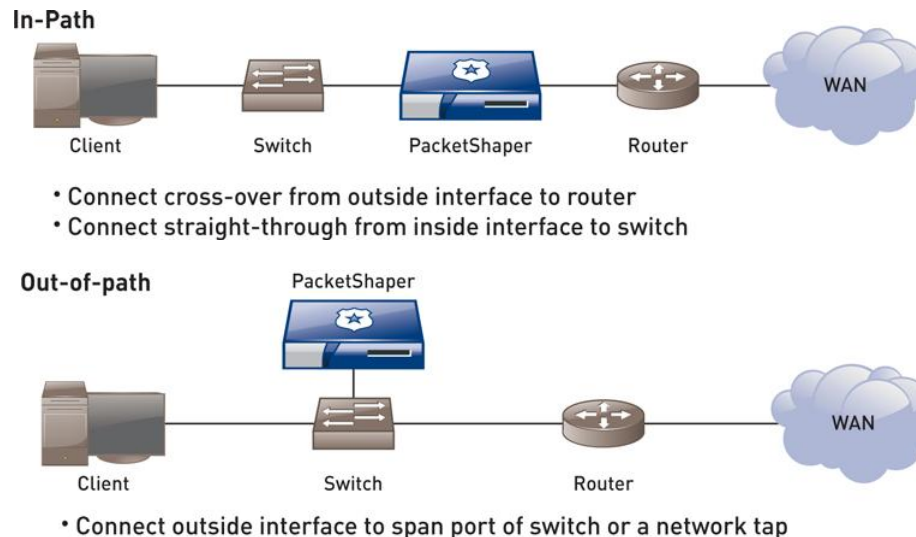 In-Path
WAN
Client
Switch
PacketShaper
Router
• Connect cross-over from outside interface to router
• Connect straight-through from inside interface to switch
Out-of-path
PacketShaper
WAN
Client
Switch
Router
• Connect outside interface to span port of switch or a network tap